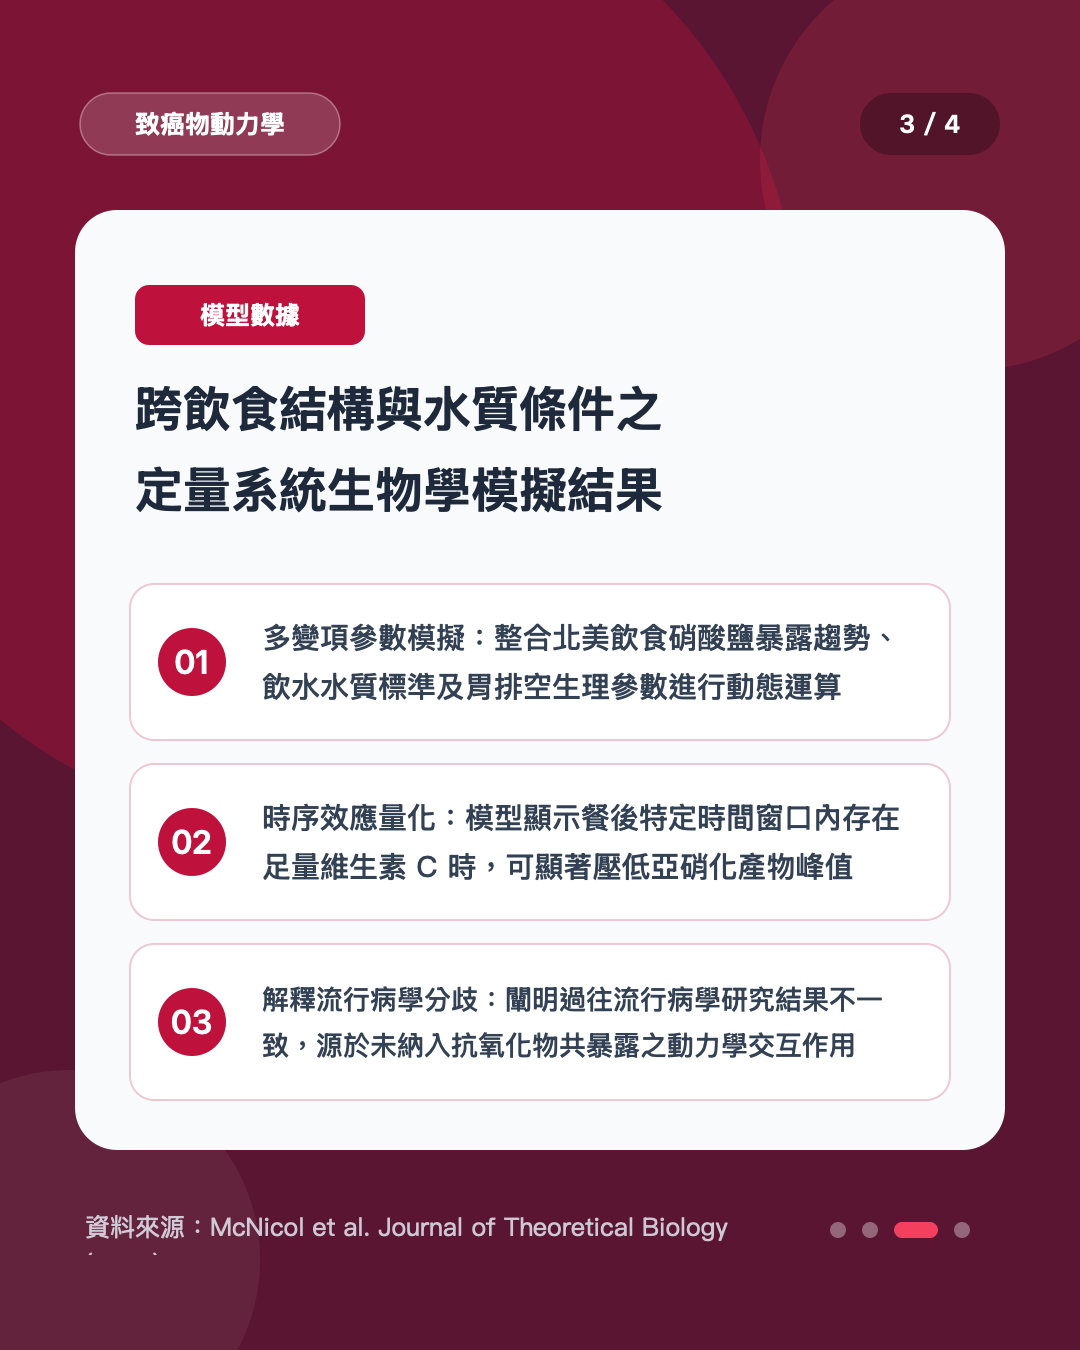 致癌物動力學
3 / 4
模型數據
跨飲食結構與水質條件之
定量系統生物學模擬結果
01
多變項參數模擬：整合北美飲食硝酸鹽暴露趨勢、
飲水水質標準及胃排空生理參數進行動態運算
02
時序效應量化：模型顯示餐後特定時間窗口內存在
足量維生素 C 時，可顯著壓低亞硝化產物峰值
03
解釋流行病學分歧：闡明過往流行病學研究結果不一
致，源於未納入抗氧化物共暴露之動力學交互作用
資料來源：McNicol et al. Journal of Theoretical Biology